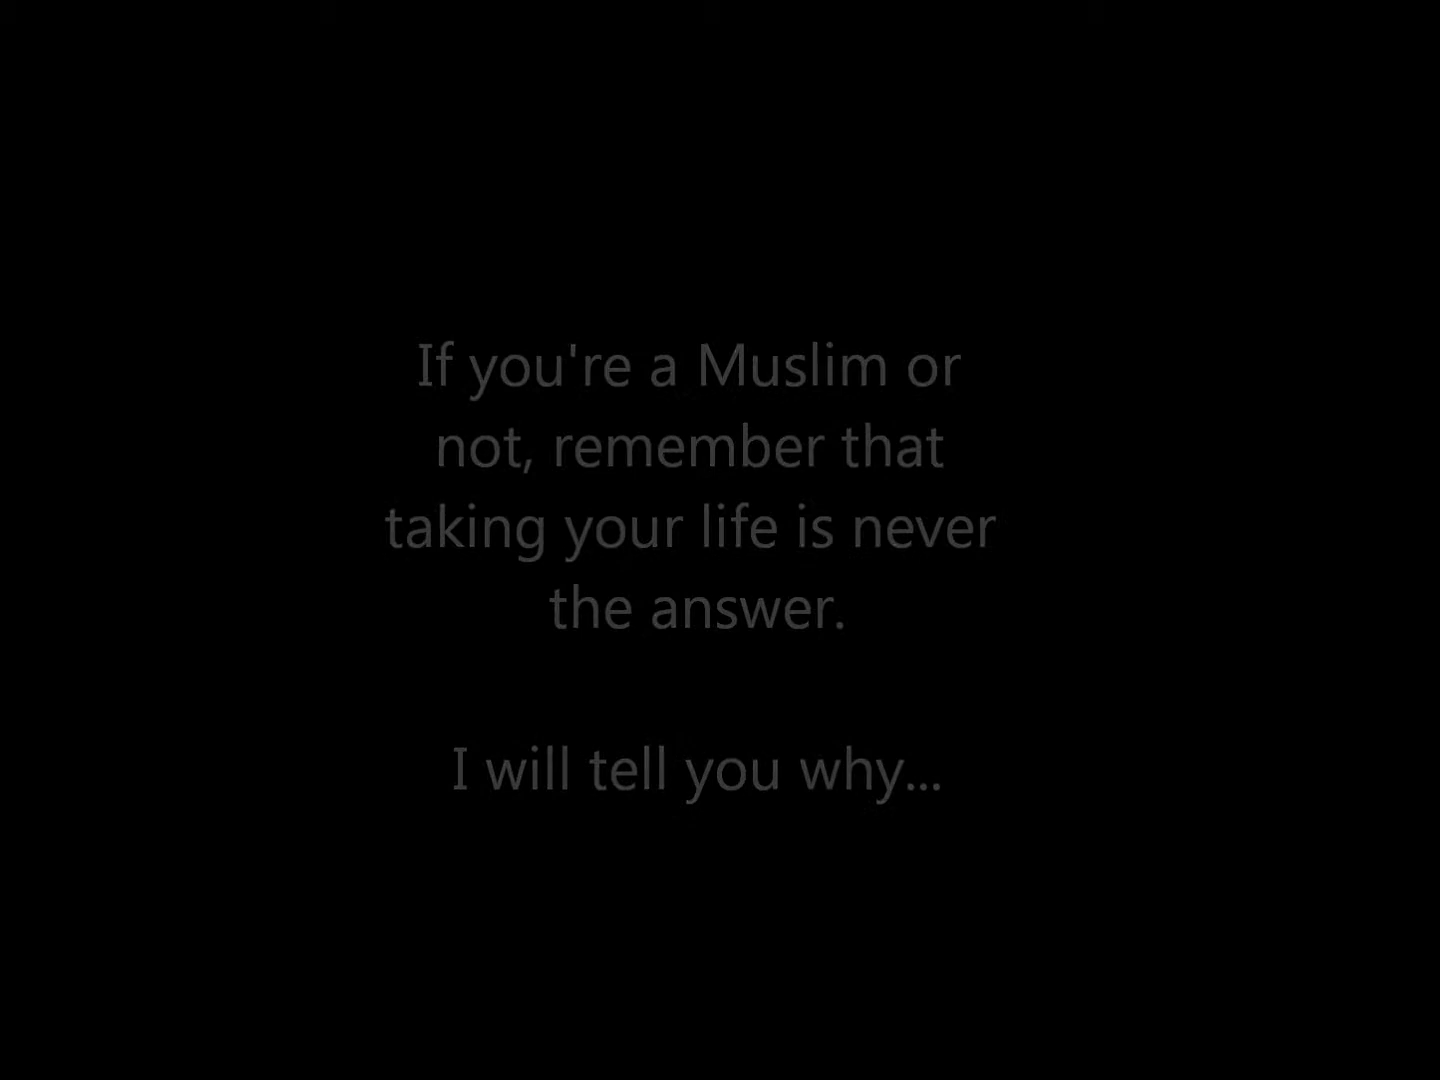 If you're a Muslim or
not, remember that
taking your life is never
the answer.
I will tell you why...